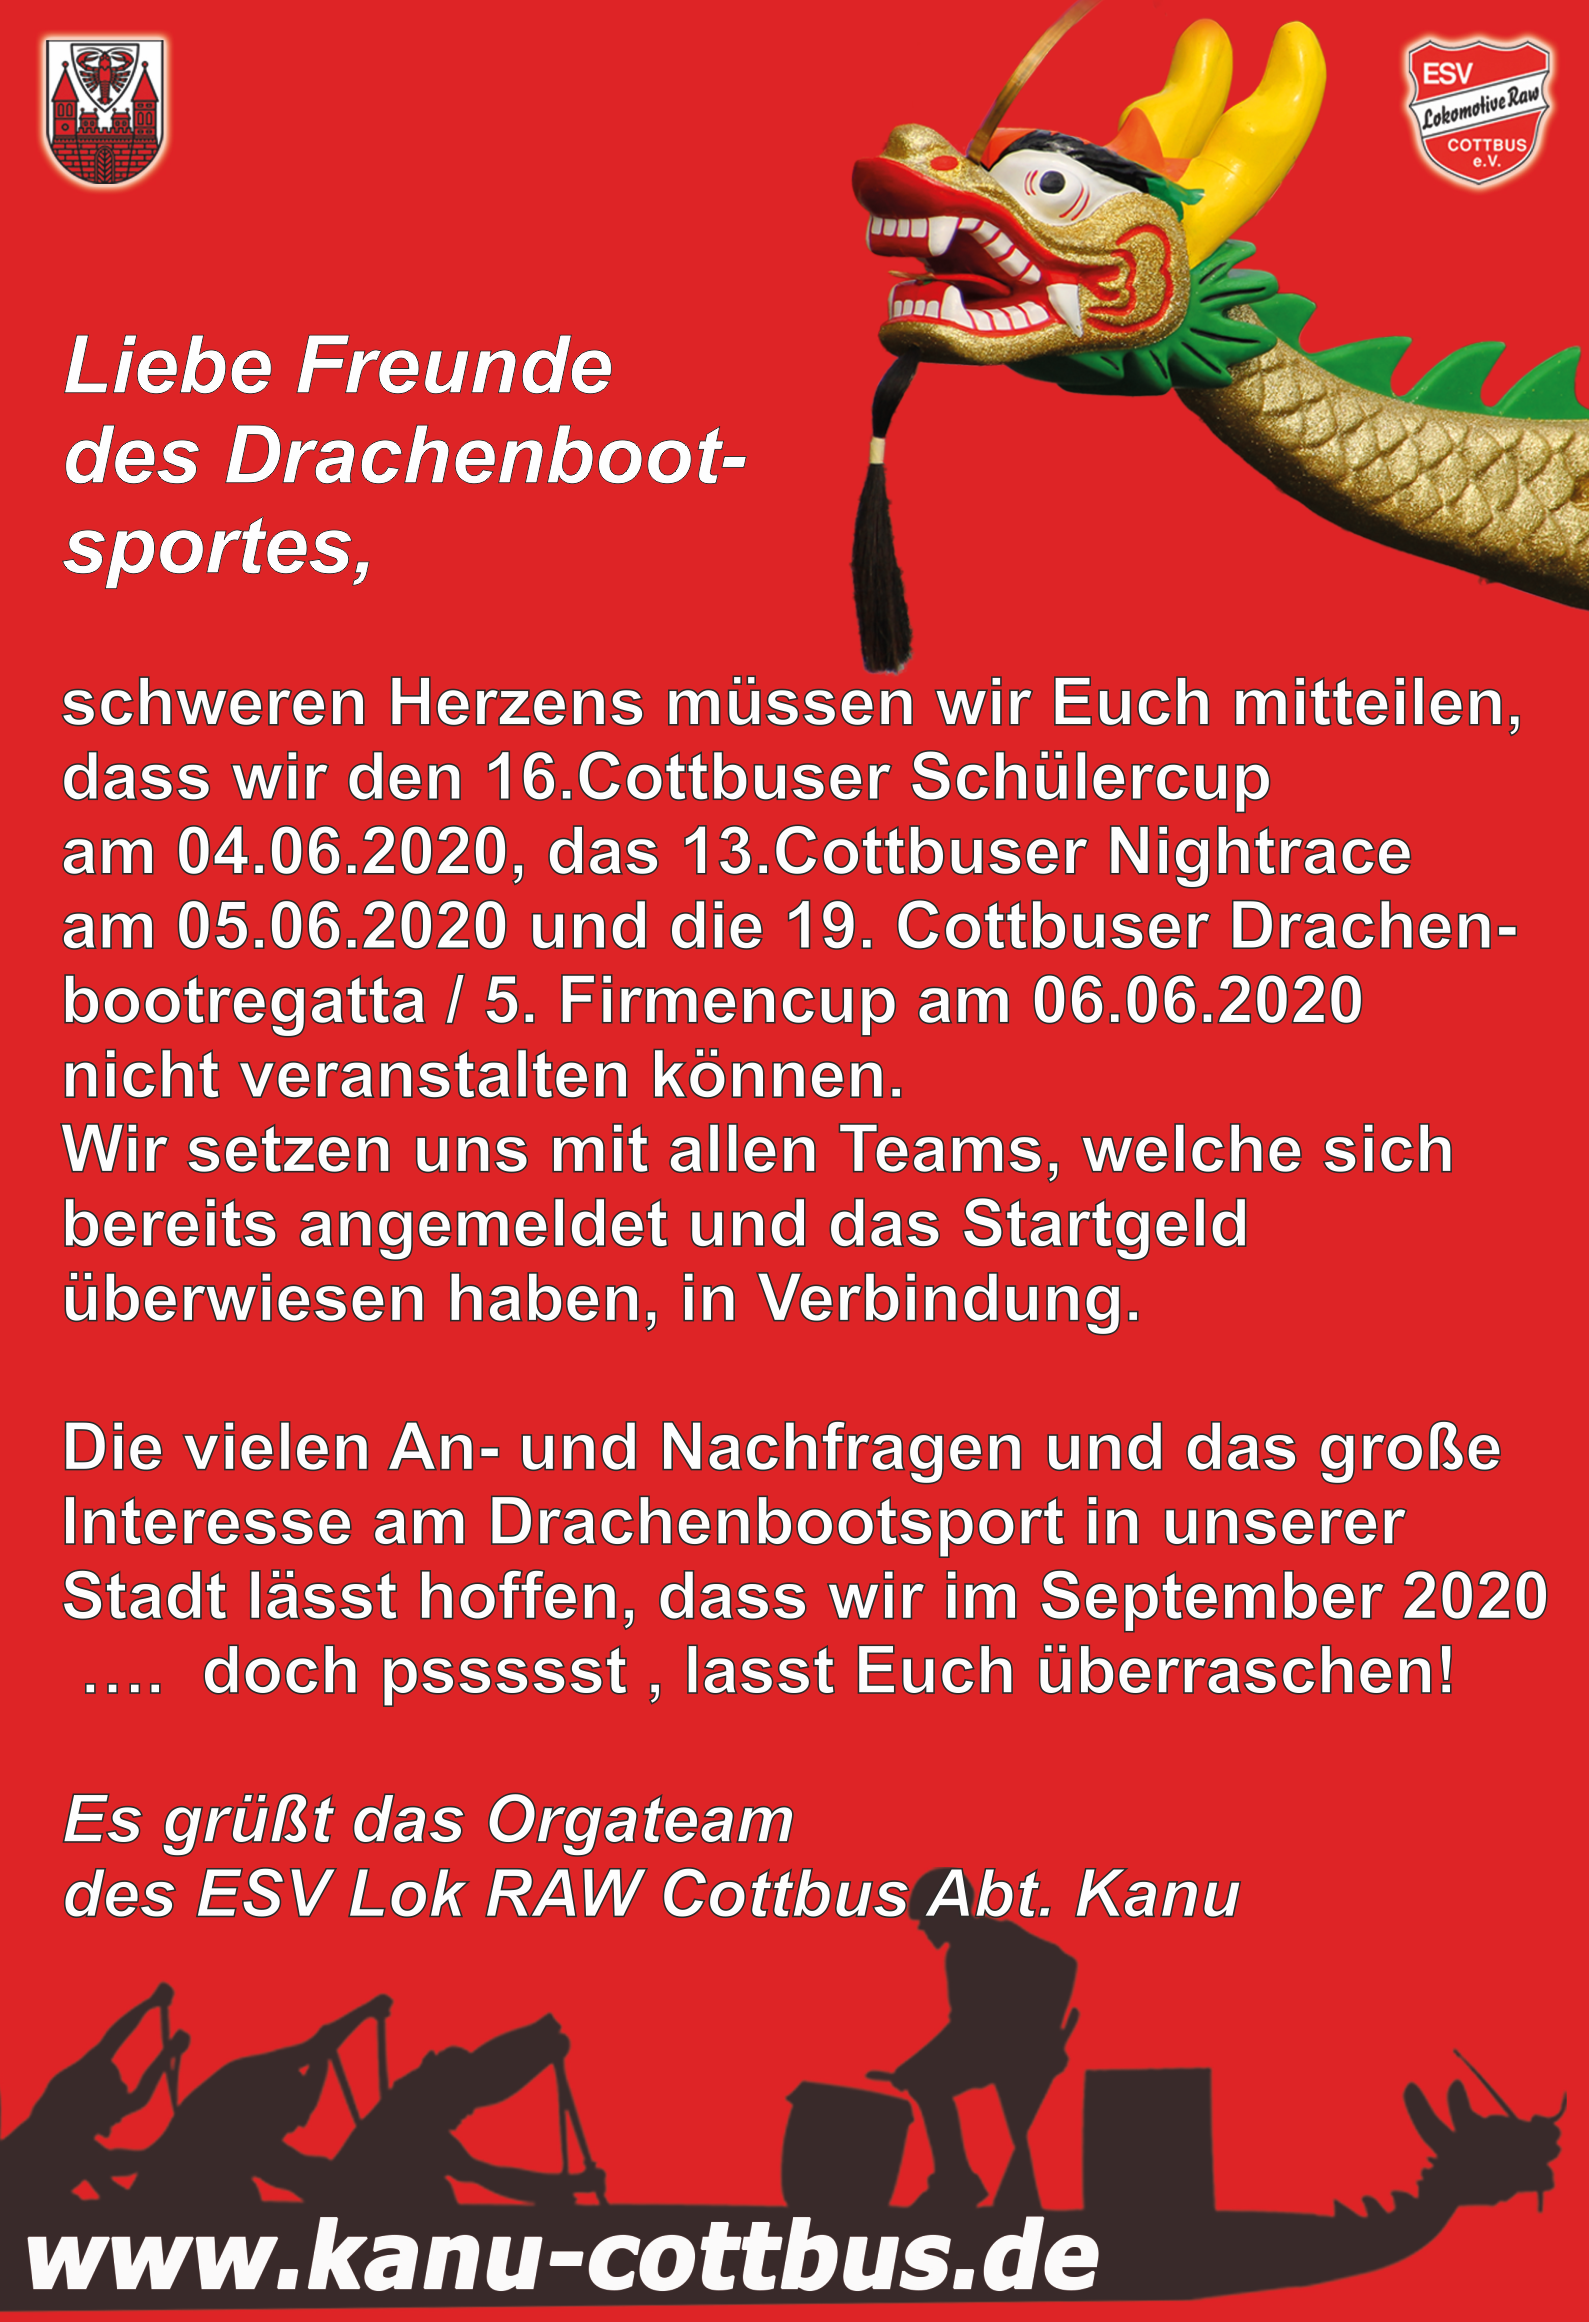 ESV
Lokomotive Raw
COTTBUS
e.V.
Liebe Freunde
des Drachenboot-
sportes,
schweren Herzens müssen wir Euch mitteilen,
dass wir den 16.Cottbuser Schülercup
am 04.06.2020, das 13.Cottbuser Nightrace
am 05.06.2020 und die 19. Cottbuser Drachen-
bootregatta / 5. Firmencup am 06.06.2020
nicht veranstalten können.
Wir setzen uns mit allen Teams, welche sich
bereits angemeldet und das Startgeld
überwiesen haben, in Verbindung.
Die vielen An- und Nachfragen und das große
Interesse am Drachenbootsport in unserer
Stadt lässt hoffen, dass wir im September 2020
…. doch pssssst , lasst Euch überraschen!
Es grüßt das Orgateam
des ESV Lok RAW Cottbus Abt. Kanu
www.kanu-cottbus.de